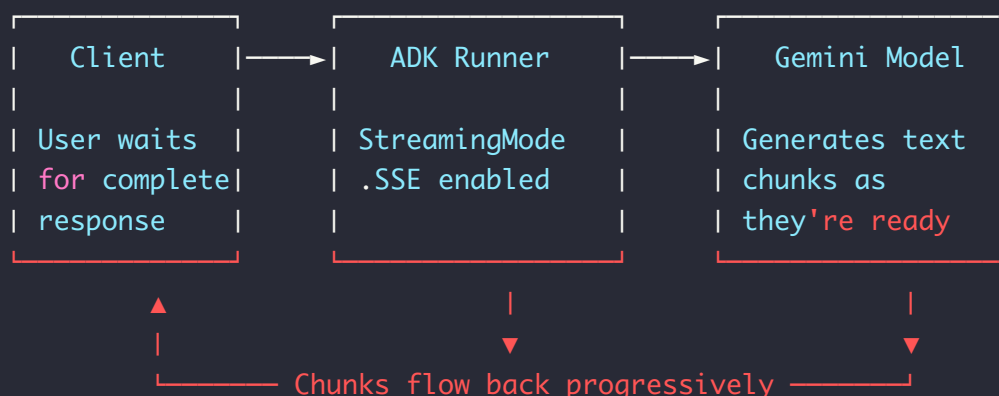 Client ADK Runner Gemini Model
User waits StreamingMode Generates text
for complete .SSE enabled chunks as
response they're ready
Chunks flow back progressively